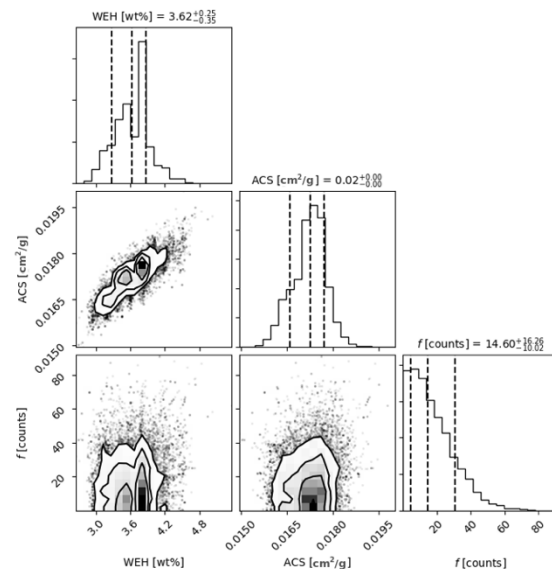 WEH [wt%] = 3.62+0.25−0.35
ACS [cm²/g] = 0.02+0.00−0.00
f [counts] = 14.60+16.26−10.02
ACS [cm²/g]
0.0195
0.0180
0.0165
0.0150
f [counts]
80
60
40
20
3.0 3.6 4.2 4.8
WEH [wt%]
0.0150 0.0165 0.0180 0.0195
ACS [cm²/g]
20 40 60 80
f [counts]